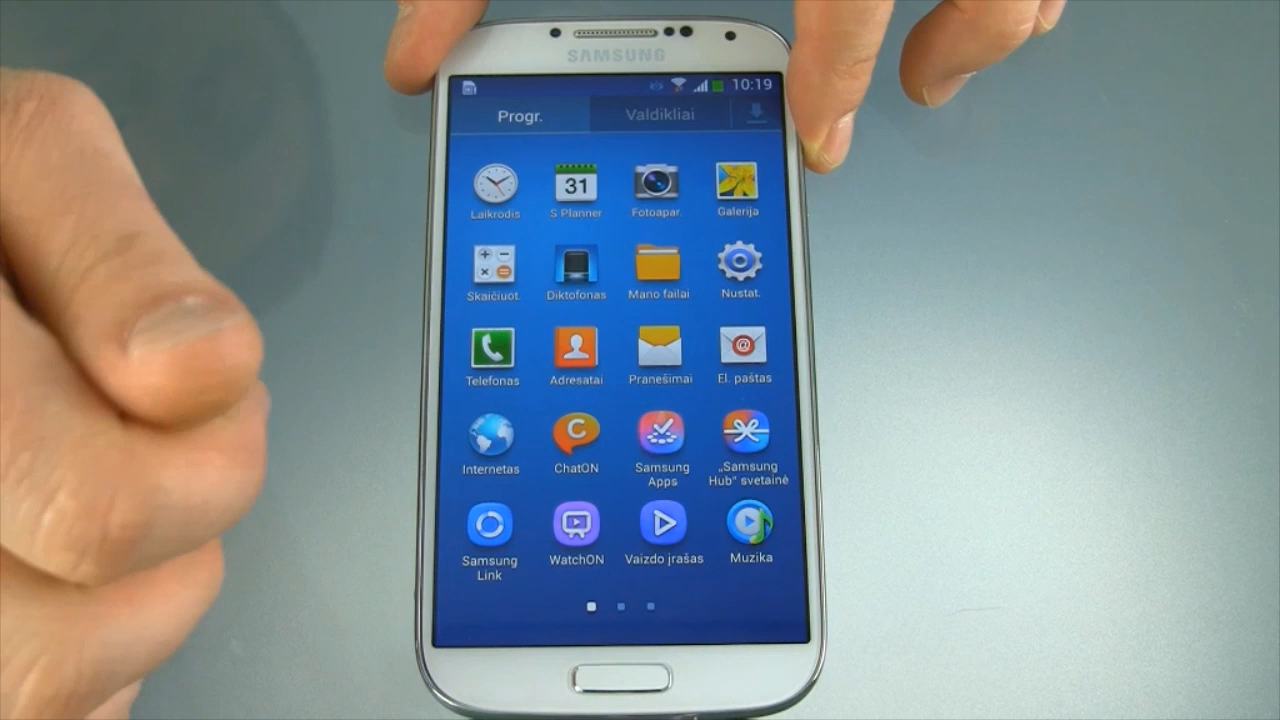 SAMSUNG
10:19
Progr.
Valdikliai
31
Laikrodis
S Planner
Fotoapar.
Galerija
Skaičiuot.
Diktofonas
Mano failai
Nustat.
@
Telefonas
Adresatai
Pranešimai
El. paštas
C
Internetas
ChatON
Samsung
Apps
„Samsung
Hub“ svetainė
Samsung
Link
WatchON
Vaizdo įrašas
Muzika